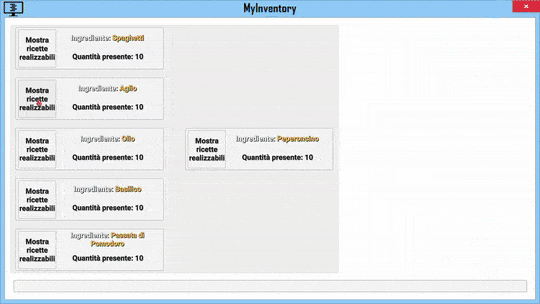 MyInventory
Mostra
ricette
realizzabili
Ingrediente: Spaghetti
Quantità presente: 10
Mostra
ricette
realizzabili
Ingrediente: Aglio
Quantità presente: 10
Mostra
ricette
realizzabili
Ingrediente: Olio
Quantità presente: 10
Mostra
ricette
realizzabili
Ingrediente: Peperoncino
Quantità presente: 10
Mostra
ricette
realizzabili
Ingrediente: Basilico
Quantità presente: 10
Mostra
ricette
realizzabili
Ingrediente: Passata di
Pomodoro
Quantità presente: 10